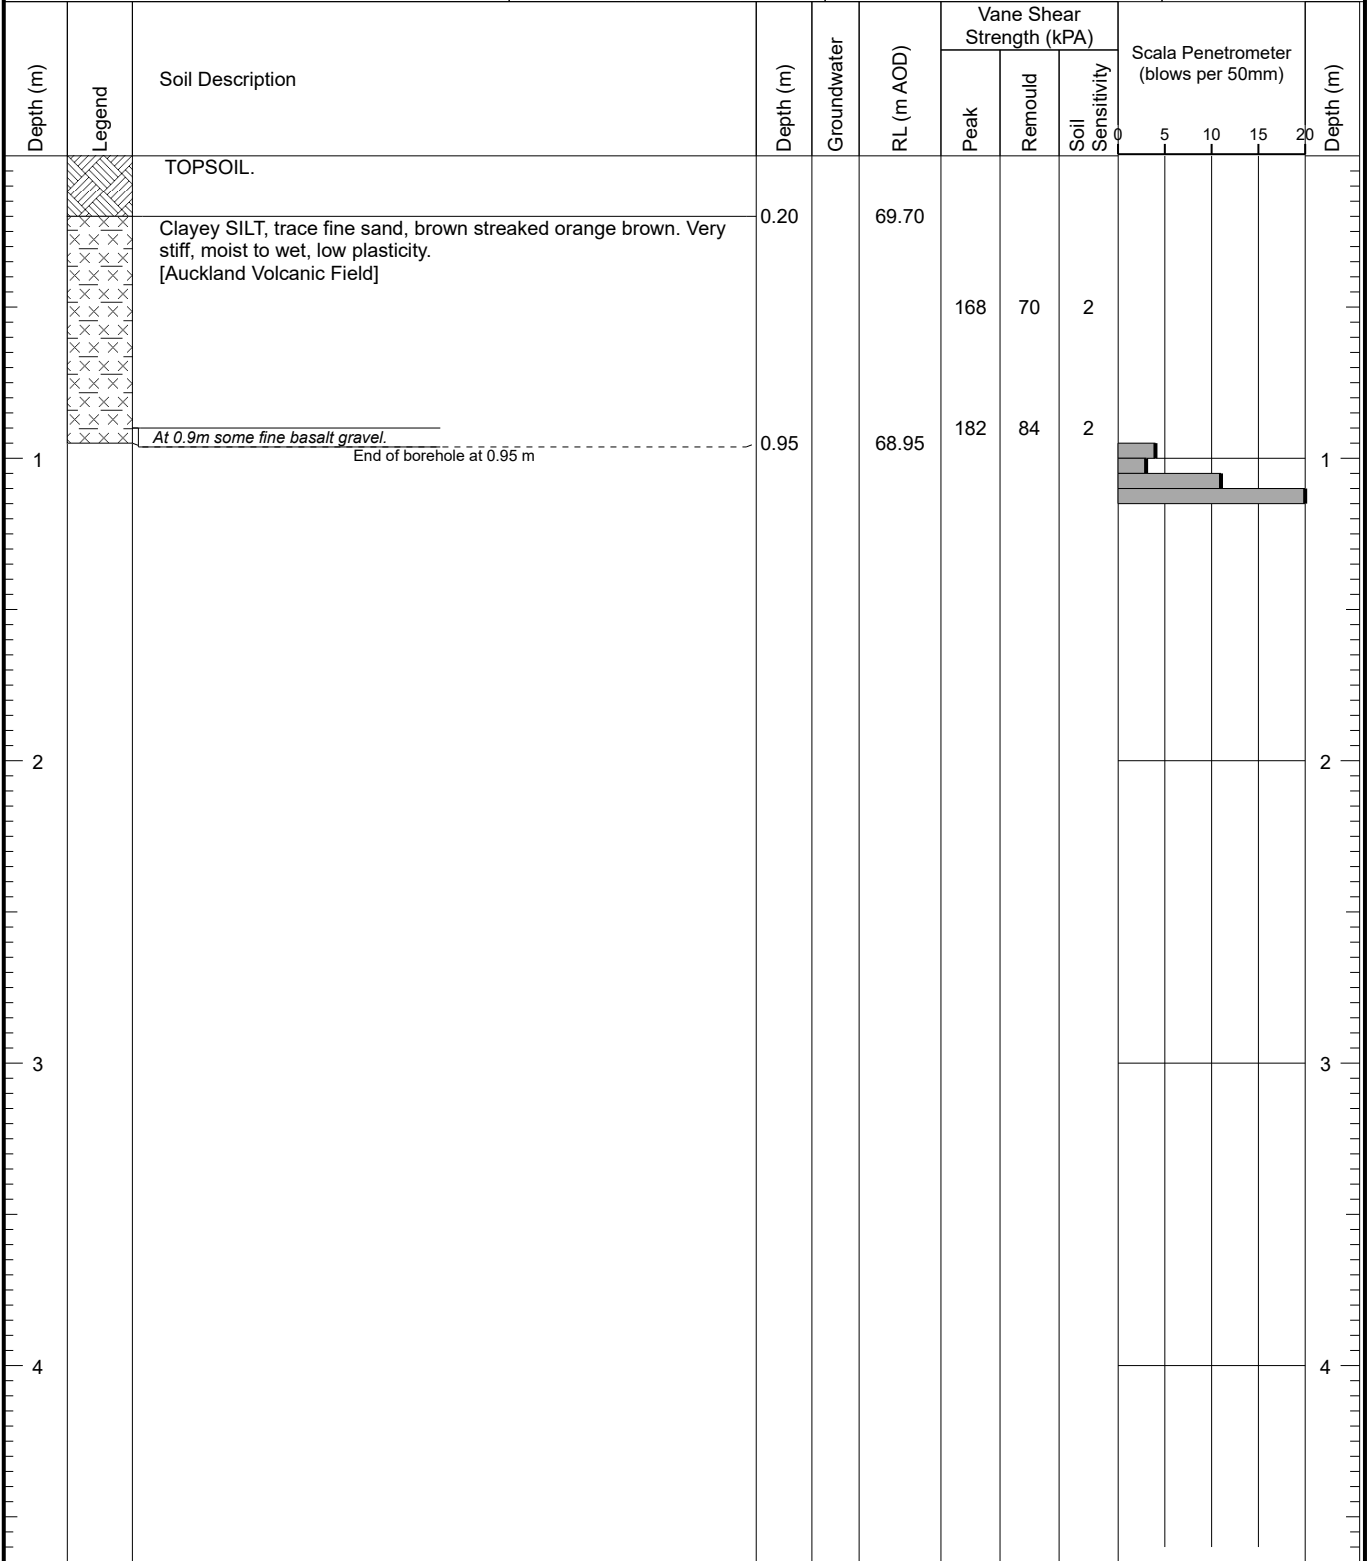 Depth (m)
Legend
Soil Description
Depth (m)
Groundwater
RL (m AOD)
Vane Shear
Strength (kPA)
Peak
Remould
Soil
Sensitivity
Scala Penetrometer
(blows per 50mm)
0 5 10 15 20
Depth (m)
TOPSOIL.
0.20 69.70
Clayey SILT, trace fine sand, brown streaked orange brown. Very
stiff, moist to wet, low plasticity.
[Auckland Volcanic Field]
168 70 2
182 84 2
At 0.9m some fine basalt gravel.
0.95 68.95
End of borehole at 0.95 m
1 1
2 2
3 3
4 4